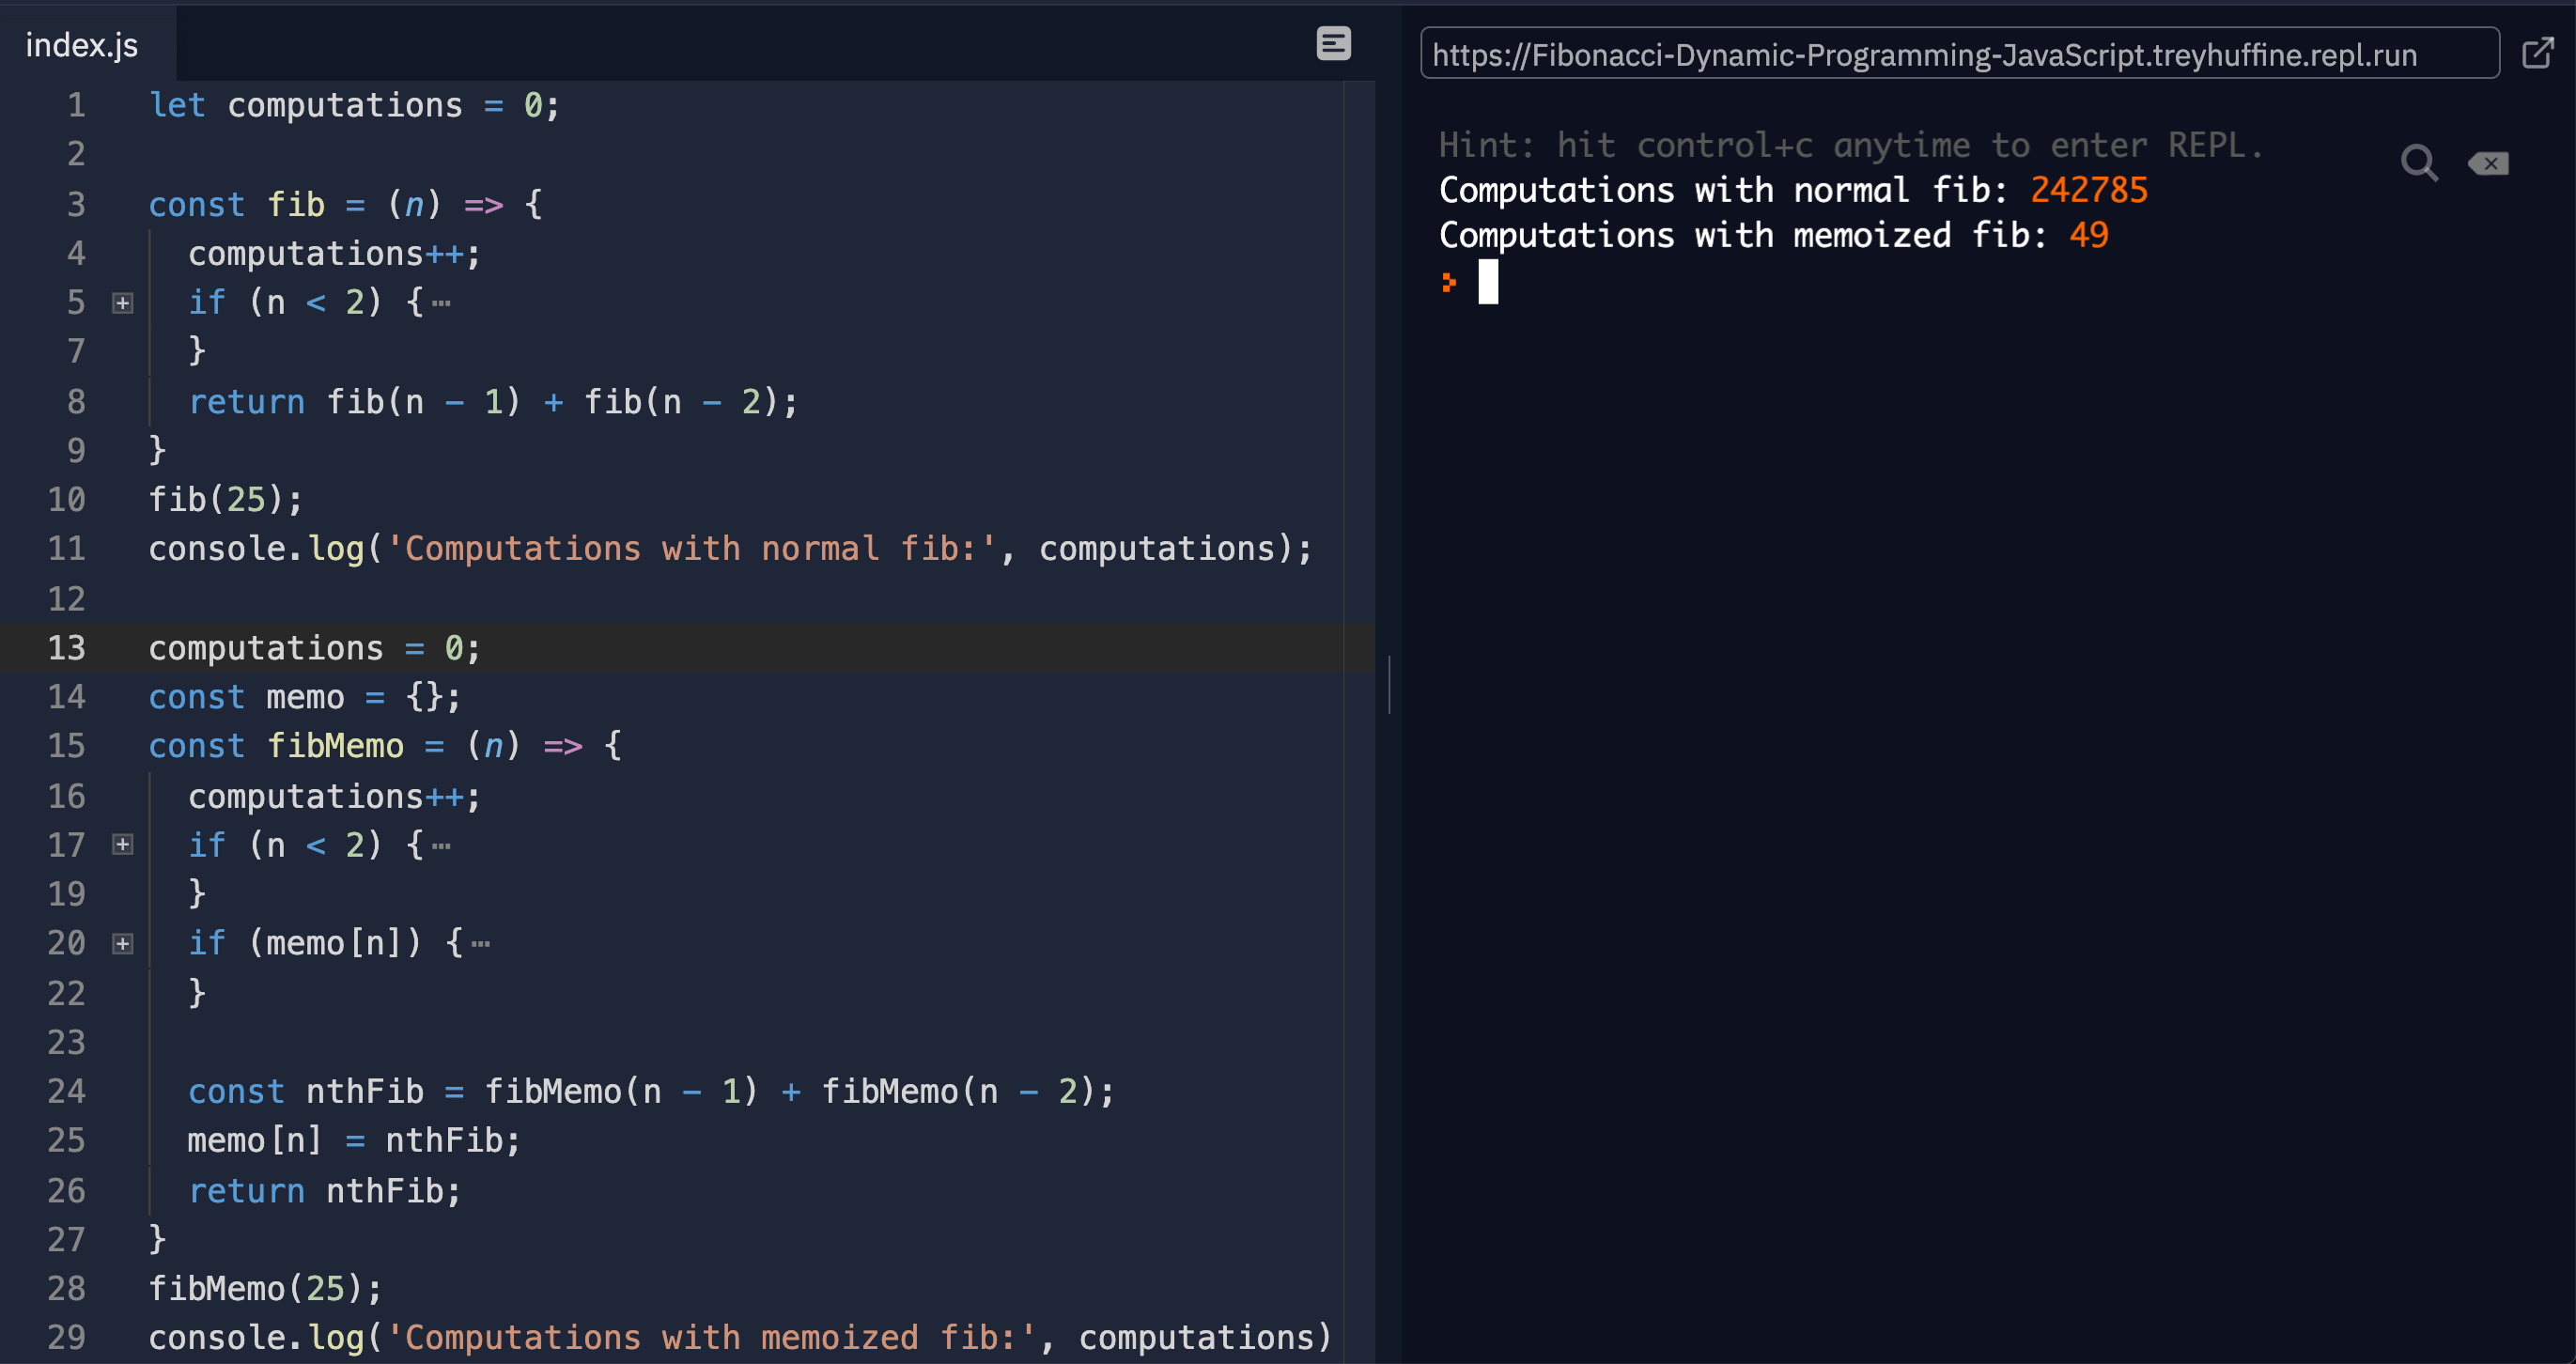 index.js
1 let computations = 0;
2
3 const fib = (n) => {
4 computations++;
5 if (n < 2) {⋯
7 }
8 return fib(n - 1) + fib(n - 2);
9 }
10 fib(25);
11 console.log('Computations with normal fib:', computations);
12
13 computations = 0;
14 const memo = {};
15 const fibMemo = (n) => {
16 computations++;
17 if (n < 2) {⋯
19 }
20 if (memo[n]) {⋯
22 }
23
24 const nthFib = fibMemo(n - 1) + fibMemo(n - 2);
25 memo[n] = nthFib;
26 return nthFib;
27 }
28 fibMemo(25);
29 console.log('Computations with memoized fib:', computations)
https://Fibonacci-Dynamic-Programming-JavaScript.treyhuffine.repl.run
Hint: hit control+c anytime to enter REPL.
Computations with normal fib: 242785
Computations with memoized fib: 49
>